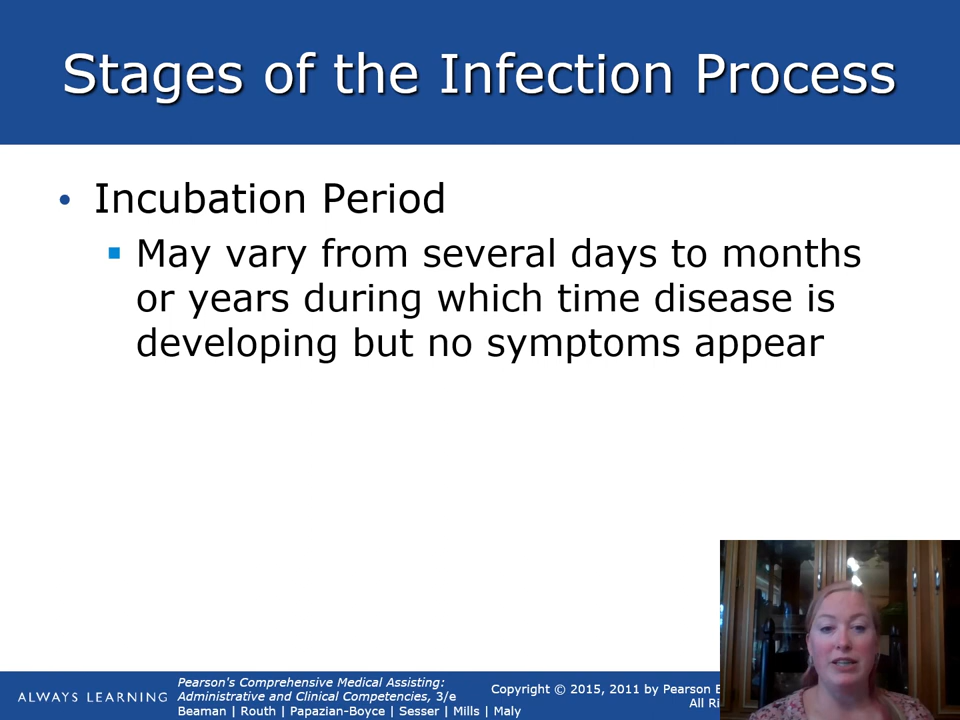 Stages of the Infection Process
• Incubation Period
▪ May vary from several days to months
or years during which time disease is
developing but no symptoms appear
ALWAYS LEARNING
Pearson's Comprehensive Medical Assisting:
Administrative and Clinical Competencies, 3/e
Beaman | Routh | Papazian-Boyce | Sesser | Mills | Maly
Copyright © 2015, 2011 by Pearson
All